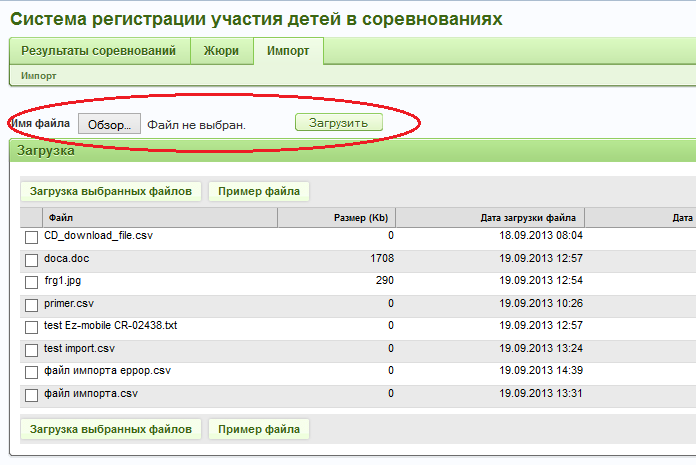 Система регистрации участия детей в соревнованиях
Результаты соревнований Жюри Импорт
Импорт
Имя файла Обзор... Файл не выбран. Загрузить
Загрузка
Загрузка выбранных файлов Пример файла
Файл Размер (Kb) Дата загрузки файла Дата
CD_download_file.csv 0 18.09.2013 08:04
doca.doc 1708 19.09.2013 12:57
frg1.jpg 290 19.09.2013 12:54
primer.csv 0 19.09.2013 10:26
test Ez-mobile CR-02438.txt 0 19.09.2013 12:57
test import.csv 0 19.09.2013 13:24
файл импорта еррор.csv 0 19.09.2013 14:39
файл импорта.csv 0 19.09.2013 13:31
Загрузка выбранных файлов Пример файла